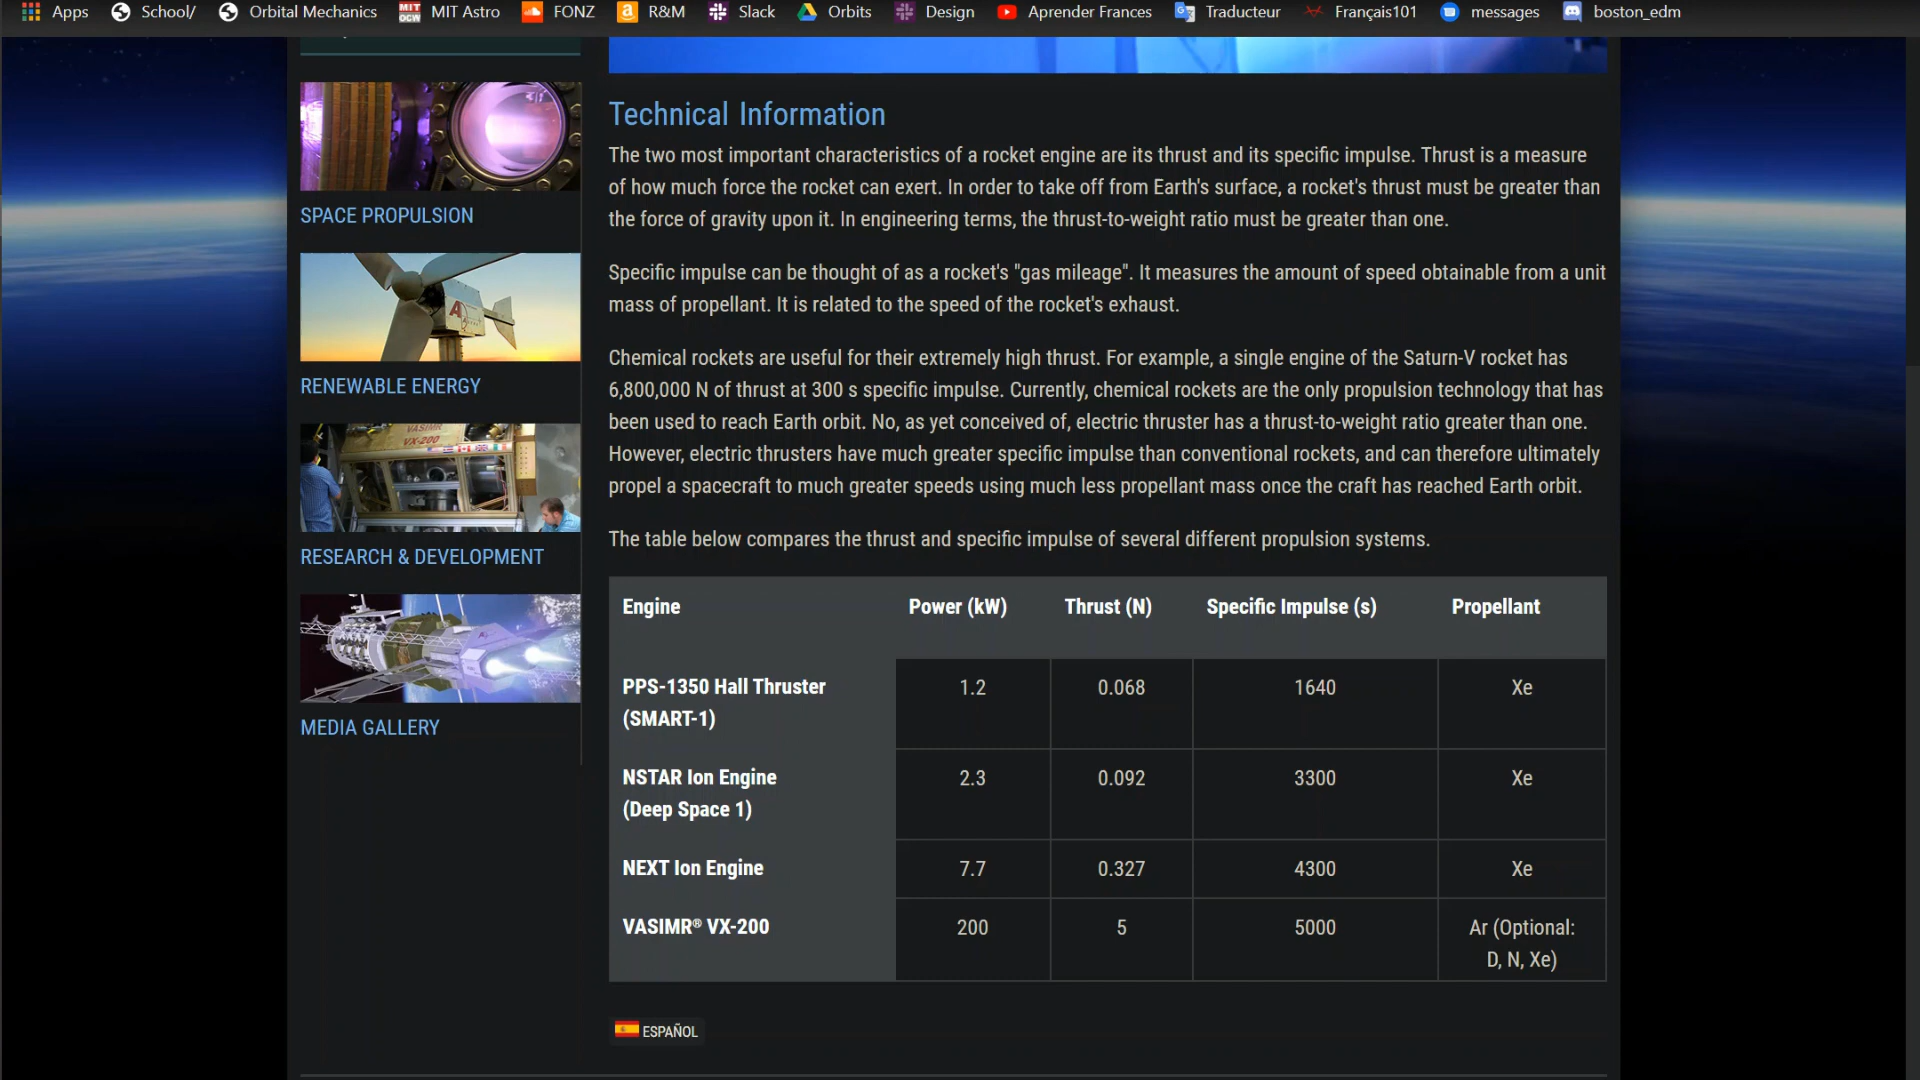 Apps School/ Orbital Mechanics MIT OCW MIT Astro FONZ R&M Slack Orbits Design Aprender Frances Traducteur Français101 messages boston_edm
SPACE PROPULSION
RENEWABLE ENERGY
VASIMR
VX-200
RESEARCH & DEVELOPMENT
MEDIA GALLERY
Technical Information
The two most important characteristics of a rocket engine are its thrust and its specific impulse. Thrust is a measure
of how much force the rocket can exert. In order to take off from Earth's surface, a rocket's thrust must be greater than
the force of gravity upon it. In engineering terms, the thrust-to-weight ratio must be greater than one.
Specific impulse can be thought of as a rocket's "gas mileage". It measures the amount of speed obtainable from a unit
mass of propellant. It is related to the speed of the rocket's exhaust.
Chemical rockets are useful for their extremely high thrust. For example, a single engine of the Saturn-V rocket has
6,800,000 N of thrust at 300 s specific impulse. Currently, chemical rockets are the only propulsion technology that has
been used to reach Earth orbit. No, as yet conceived of, electric thruster has a thrust-to-weight ratio greater than one.
However, electric thrusters have much greater specific impulse than conventional rockets, and can therefore ultimately
propel a spacecraft to much greater speeds using much less propellant mass once the craft has reached Earth orbit.
The table below compares the thrust and specific impulse of several different propulsion systems.
Engine Power (kW) Thrust (N) Specific Impulse (s) Propellant
PPS-1350 Hall Thruster 1.2 0.068 1640 Xe
(SMART-1)
NSTAR Ion Engine 2.3 0.092 3300 Xe
(Deep Space 1)
NEXT Ion Engine 7.7 0.327 4300 Xe
VASIMR® VX-200 200 5 5000 Ar (Optional:
D, N, Xe)
ESPAÑOL